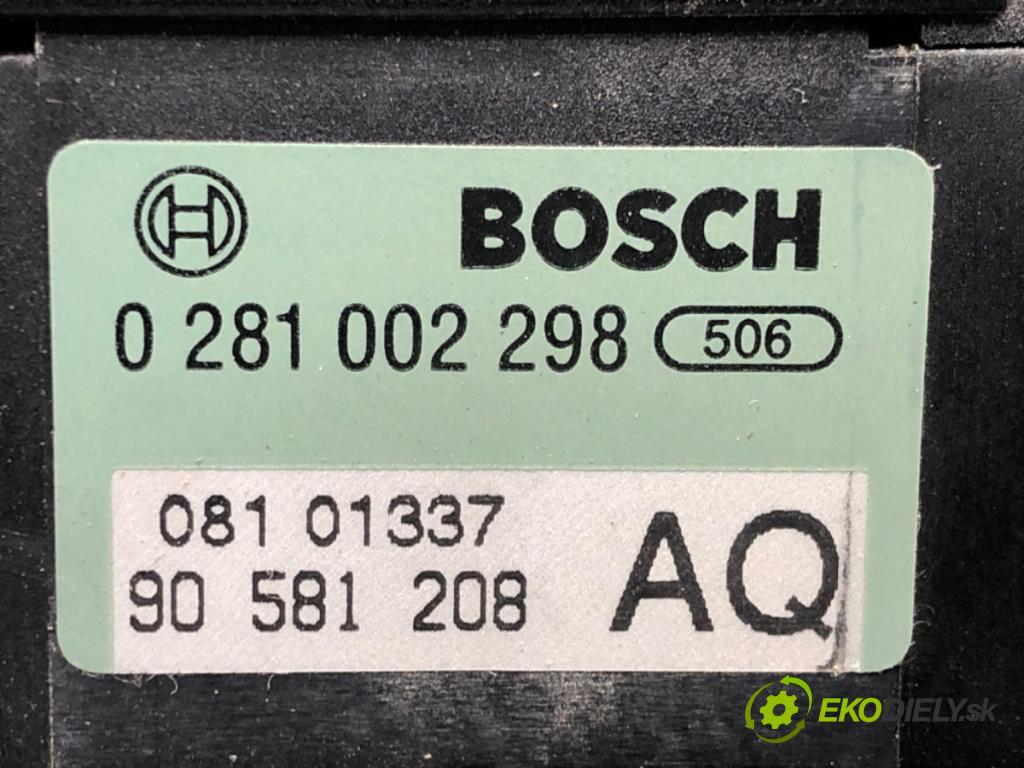 BOSCH
0 281 002 298 506
081 01337
90 581 208 AQ
EKODIELY.sk